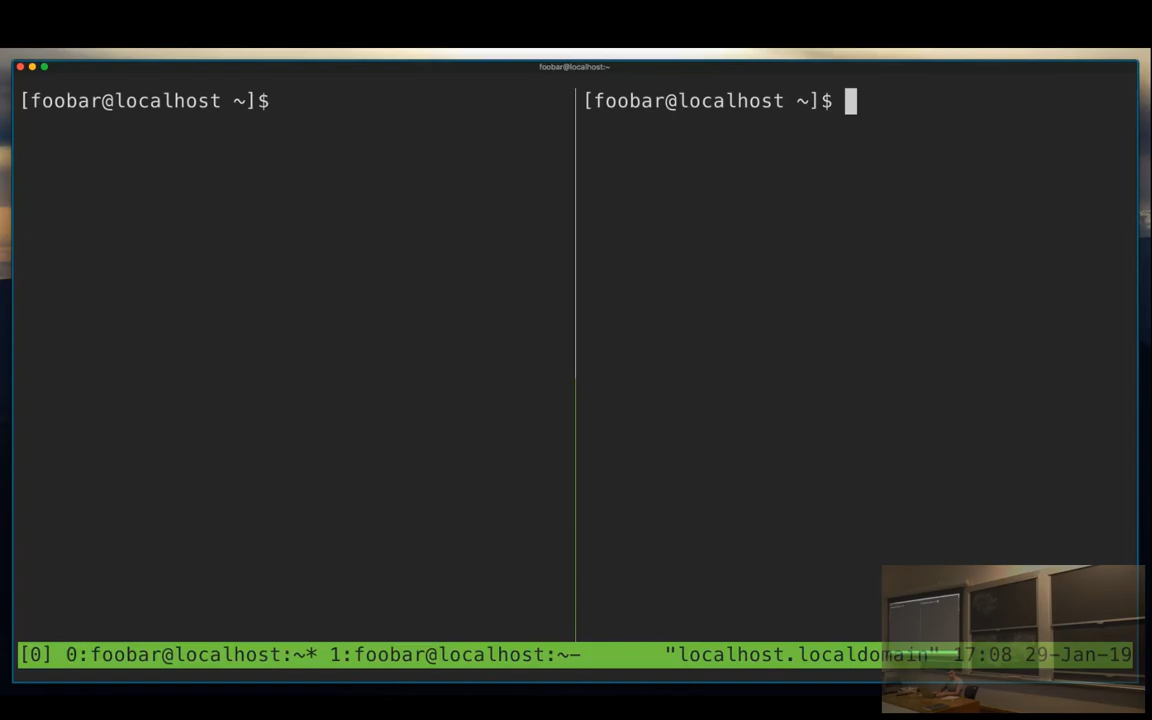 foobar@localhost:~
[foobar@localhost ~]$
[foobar@localhost ~]$
[0] 0:foobar@localhost:~* 1:foobar@localhost:~- "localhost.localdomain" 17:08 29-Jan-19